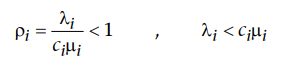 ρᵢ = λᵢ / cᵢμᵢ < 1 , λᵢ < cᵢμᵢ